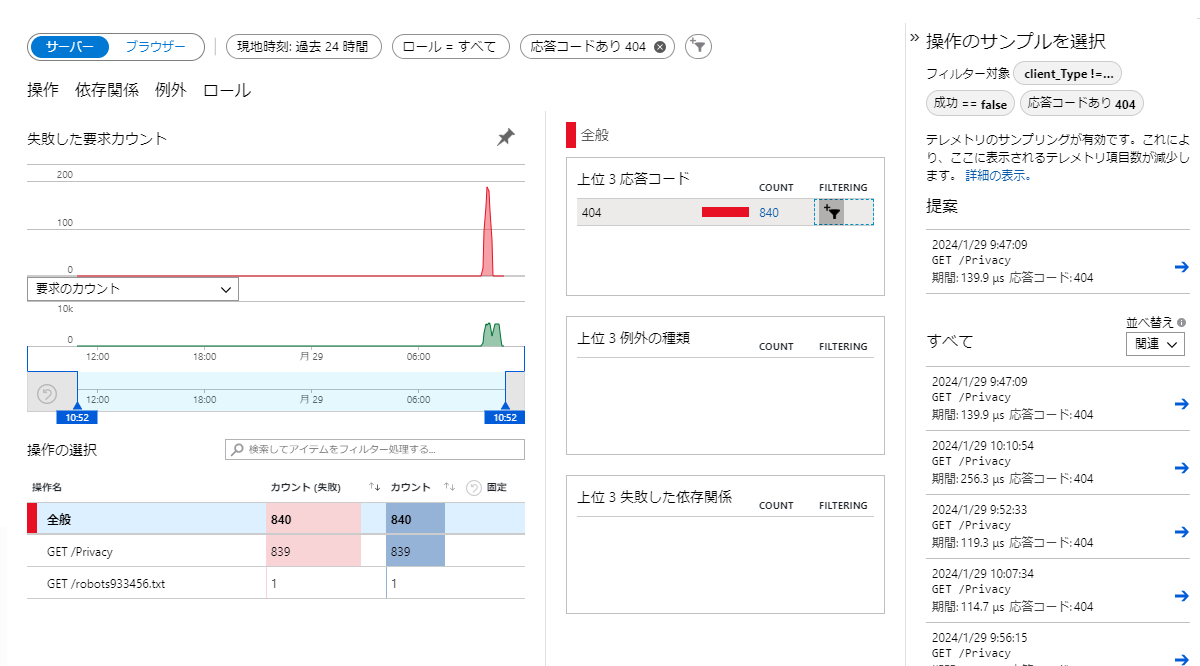 サーバー ブラウザー 現地時刻: 過去 24 時間 ロール = すべて 応答コードあり 404
操作 依存関係 例外 ロール
失敗した要求カウント
200
100
0
要求のカウント
10k
0
12:00 18:00 月 29 06:00
12:00 18:00 月 29 06:00
10:52 10:52
操作の選択 検索してアイテムをフィルター処理する...
操作名 カウント (失敗) ↑↓ カウント ↑↓ 固定
全般 840 840
GET /Privacy 839 839
GET /robots933456.txt 1 1
全般
上位 3 応答コード COUNT FILTERING
404 840
上位 3 例外の種類 COUNT FILTERING
上位 3 失敗した依存関係 COUNT FILTERING
» 操作のサンプルを選択
フィルター対象 client_Type !=...
成功 == false 応答コードあり 404
テレメトリのサンプリングが有効です。これによ
り、ここに表示されるテレメトリ項目数が減少し
ます。 詳細の表示。
提案
2024/1/29 9:47:09
GET /Privacy
期間: 139.9 µs 応答コード: 404
並べ替え
すべて 関連
2024/1/29 9:47:09
GET /Privacy
期間: 139.9 µs 応答コード: 404
2024/1/29 10:10:54
GET /Privacy
期間: 256.3 µs 応答コード: 404
2024/1/29 9:52:33
GET /Privacy
期間: 119.3 µs 応答コード: 404
2024/1/29 10:07:34
GET /Privacy
期間: 114.7 µs 応答コード: 404
2024/1/29 9:56:15
GET /Privacy